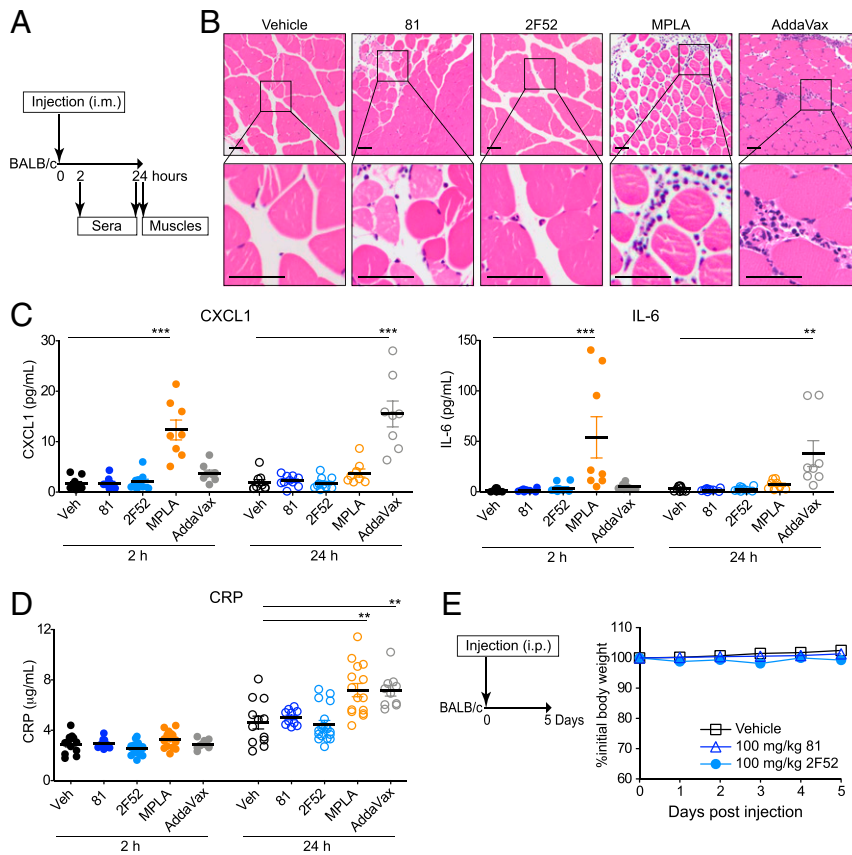 A
Injection (i.m.)
BALB/c
0 2 24 hours
Sera Muscles
B
Vehicle 81 2F52 MPLA AddaVax
C
CXCL1
*** ***
CXCL1 (pg/mL)
30
20
10
0
Veh 81 2F52 MPLA AddaVax Veh 81 2F52 MPLA AddaVax
2 h 24 h
IL-6
*** **
IL-6 (pg/mL)
150
100
50
0
Veh 81 2F52 MPLA AddaVax Veh 81 2F52 MPLA AddaVax
2 h 24 h
D
CRP
**
**
CRP (µg/mL)
12
8
4
0
Veh 81 2F52 MPLA AddaVax Veh 81 2F52 MPLA AddaVax
2 h 24 h
E
Injection (i.p.)
BALB/c
0 5 Days
%initial body weight
110
100
90
80
70
60
Vehicle
100 mg/kg 81
100 mg/kg 2F52
0 1 2 3 4 5
Days post injection